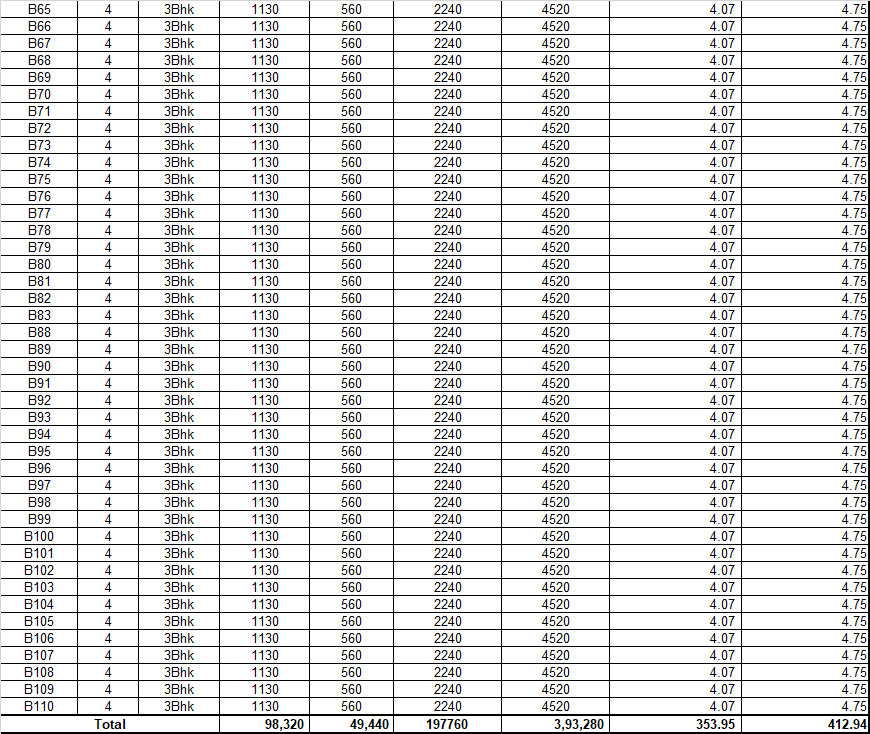 B65 4 3Bhk 1130 560 2240 4520 4.07 4.75
B66 4 3Bhk 1130 560 2240 4520 4.07 4.75
B67 4 3Bhk 1130 560 2240 4520 4.07 4.75
B68 4 3Bhk 1130 560 2240 4520 4.07 4.75
B69 4 3Bhk 1130 560 2240 4520 4.07 4.75
B70 4 3Bhk 1130 560 2240 4520 4.07 4.75
B71 4 3Bhk 1130 560 2240 4520 4.07 4.75
B72 4 3Bhk 1130 560 2240 4520 4.07 4.75
B73 4 3Bhk 1130 560 2240 4520 4.07 4.75
B74 4 3Bhk 1130 560 2240 4520 4.07 4.75
B75 4 3Bhk 1130 560 2240 4520 4.07 4.75
B76 4 3Bhk 1130 560 2240 4520 4.07 4.75
B77 4 3Bhk 1130 560 2240 4520 4.07 4.75
B78 4 3Bhk 1130 560 2240 4520 4.07 4.75
B79 4 3Bhk 1130 560 2240 4520 4.07 4.75
B80 4 3Bhk 1130 560 2240 4520 4.07 4.75
B81 4 3Bhk 1130 560 2240 4520 4.07 4.75
B82 4 3Bhk 1130 560 2240 4520 4.07 4.75
B83 4 3Bhk 1130 560 2240 4520 4.07 4.75
B88 4 3Bhk 1130 560 2240 4520 4.07 4.75
B89 4 3Bhk 1130 560 2240 4520 4.07 4.75
B90 4 3Bhk 1130 560 2240 4520 4.07 4.75
B91 4 3Bhk 1130 560 2240 4520 4.07 4.75
B92 4 3Bhk 1130 560 2240 4520 4.07 4.75
B93 4 3Bhk 1130 560 2240 4520 4.07 4.75
B94 4 3Bhk 1130 560 2240 4520 4.07 4.75
B95 4 3Bhk 1130 560 2240 4520 4.07 4.75
B96 4 3Bhk 1130 560 2240 4520 4.07 4.75
B97 4 3Bhk 1130 560 2240 4520 4.07 4.75
B98 4 3Bhk 1130 560 2240 4520 4.07 4.75
B99 4 3Bhk 1130 560 2240 4520 4.07 4.75
B100 4 3Bhk 1130 560 2240 4520 4.07 4.75
B101 4 3Bhk 1130 560 2240 4520 4.07 4.75
B102 4 3Bhk 1130 560 2240 4520 4.07 4.75
B103 4 3Bhk 1130 560 2240 4520 4.07 4.75
B104 4 3Bhk 1130 560 2240 4520 4.07 4.75
B105 4 3Bhk 1130 560 2240 4520 4.07 4.75
B106 4 3Bhk 1130 560 2240 4520 4.07 4.75
B107 4 3Bhk 1130 560 2240 4520 4.07 4.75
B108 4 3Bhk 1130 560 2240 4520 4.07 4.75
B109 4 3Bhk 1130 560 2240 4520 4.07 4.75
B110 4 3Bhk 1130 560 2240 4520 4.07 4.75
Total 98,320 49,440 197760 3,93,280 353.95 412.94